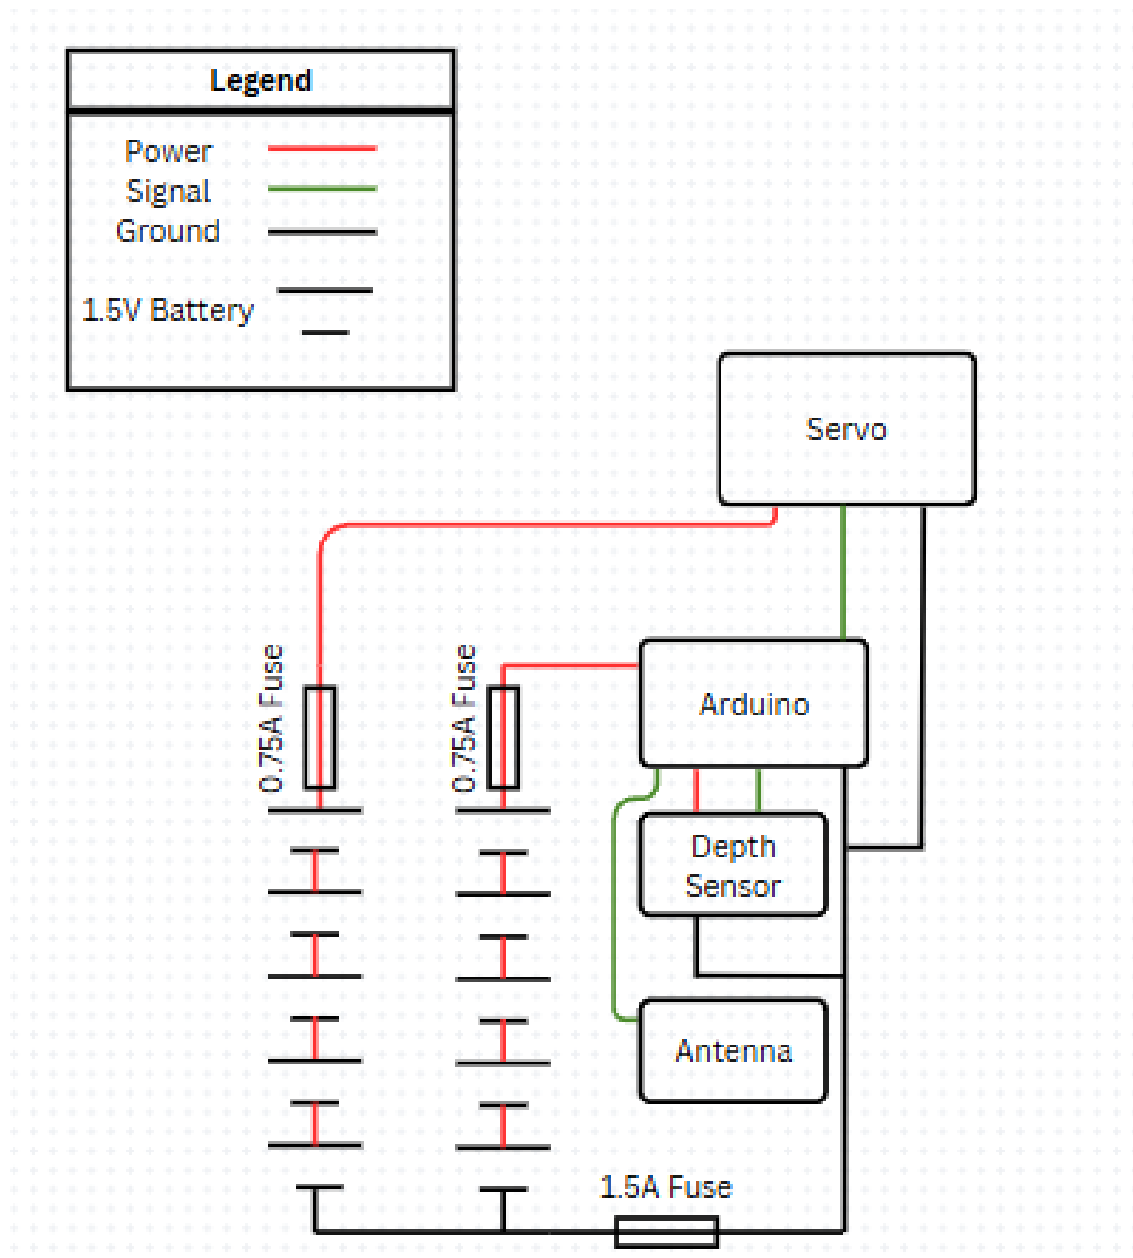 Legend
Power
Signal
Ground
1.5V Battery
Servo
0.75A Fuse
0.75A Fuse
Arduino
Depth
Sensor
Antenna
1.5A Fuse